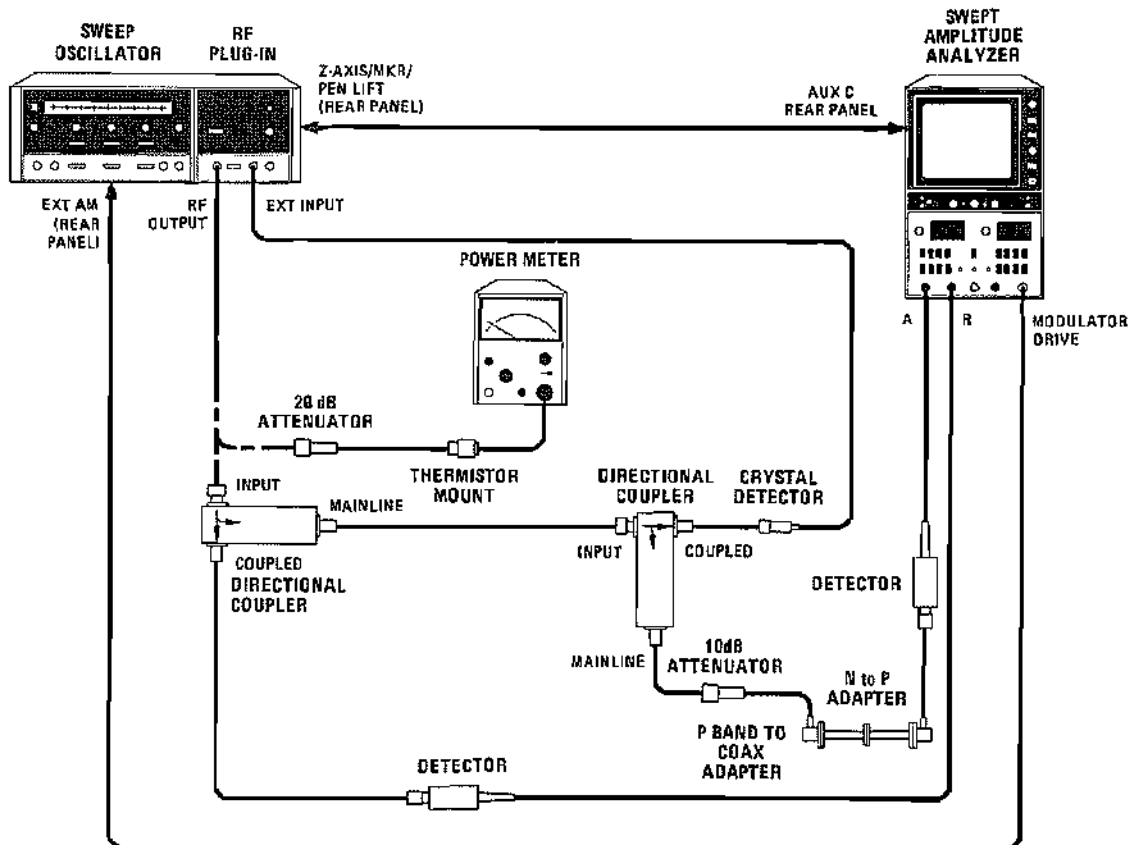 SWEEP
OSCILLATOR
RF
PLUG-IN
SWEPT
AMPLITUDE
ANALYZER
Z-AXIS/MKR/
PEN LIFT
(REAR PANEL)
AUX C
REAR PANEL
EXT AM
(REAR
PANEL)
RF
OUTPUT
EXT INPUT
POWER METER
A
R
MODULATOR
DRIVE
20 dB
ATTENUATOR
THERMISTOR
MOUNT
INPUT
MAINLINE
DIRECTIONAL
COUPLER
CRYSTAL
DETECTOR
INPUT
COUPLED
COUPLED
DIRECTIONAL
COUPLER
DETECTOR
MAINLINE
10dB
ATTENUATOR
N to P
ADAPTER
P BAND TO
COAX
ADAPTER
DETECTOR